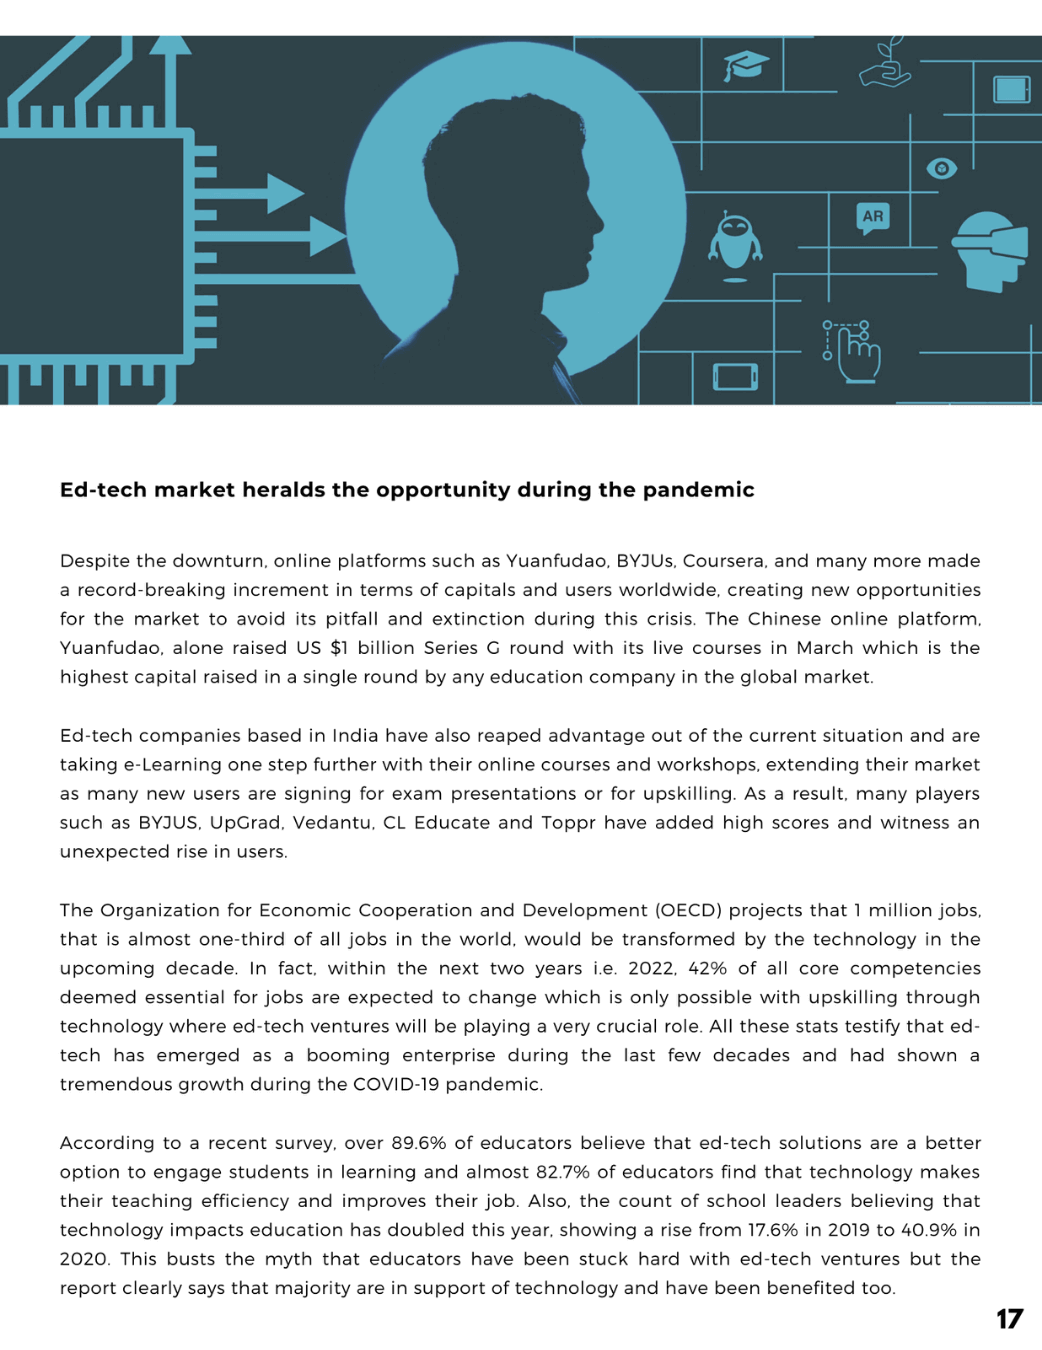 AR
Ed-tech market heralds the opportunity during the pandemic
Despite the downturn, online platforms such as Yuanfudao, BYJUs, Coursera, and many more made
a record-breaking increment in terms of capitals and users worldwide, creating new opportunities
for the market to avoid its pitfall and extinction during this crisis. The Chinese online platform,
Yuanfudao, alone raised US $1 billion Series G round with its live courses in March which is the
highest capital raised in a single round by any education company in the global market.
Ed-tech companies based in India have also reaped advantage out of the current situation and are
taking e-Learning one step further with their online courses and workshops, extending their market
as many new users are signing for exam presentations or for upskilling. As a result, many players
such as BYJUS, UpGrad, Vedantu, CL Educate and Toppr have added high scores and witness an
unexpected rise in users.
The Organization for Economic Cooperation and Development (OECD) projects that 1 million jobs,
that is almost one-third of all jobs in the world, would be transformed by the technology in the
upcoming decade. In fact, within the next two years i.e. 2022, 42% of all core competencies
deemed essential for jobs are expected to change which is only possible with upskilling through
technology where ed-tech ventures will be playing a very crucial role. All these stats testify that ed-
tech has emerged as a booming enterprise during the last few decades and had shown a
tremendous growth during the COVID-19 pandemic.
According to a recent survey, over 89.6% of educators believe that ed-tech solutions are a better
option to engage students in learning and almost 82.7% of educators find that technology makes
their teaching efficiency and improves their job. Also, the count of school leaders believing that
technology impacts education has doubled this year, showing a rise from 17.6% in 2019 to 40.9% in
2020. This busts the myth that educators have been stuck hard with ed-tech ventures but the
report clearly says that majority are in support of technology and have been benefited too.
17